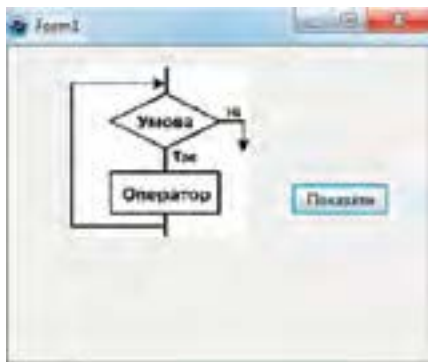 Form1
Умова
Ні
Так
Оператор
Показати